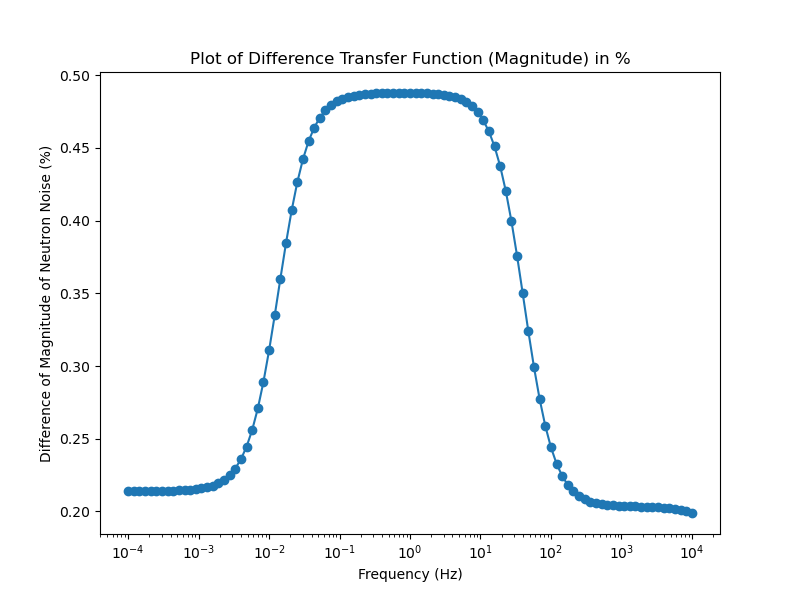 Plot of Difference Transfer Function (Magnitude) in %
Difference of Magnitude of Neutron Noise (%)
0.50
0.45
0.40
0.35
0.30
0.25
0.20
10⁻⁴ 10⁻³ 10⁻² 10⁻¹ 10⁰ 10¹ 10² 10³ 10⁴
Frequency (Hz)